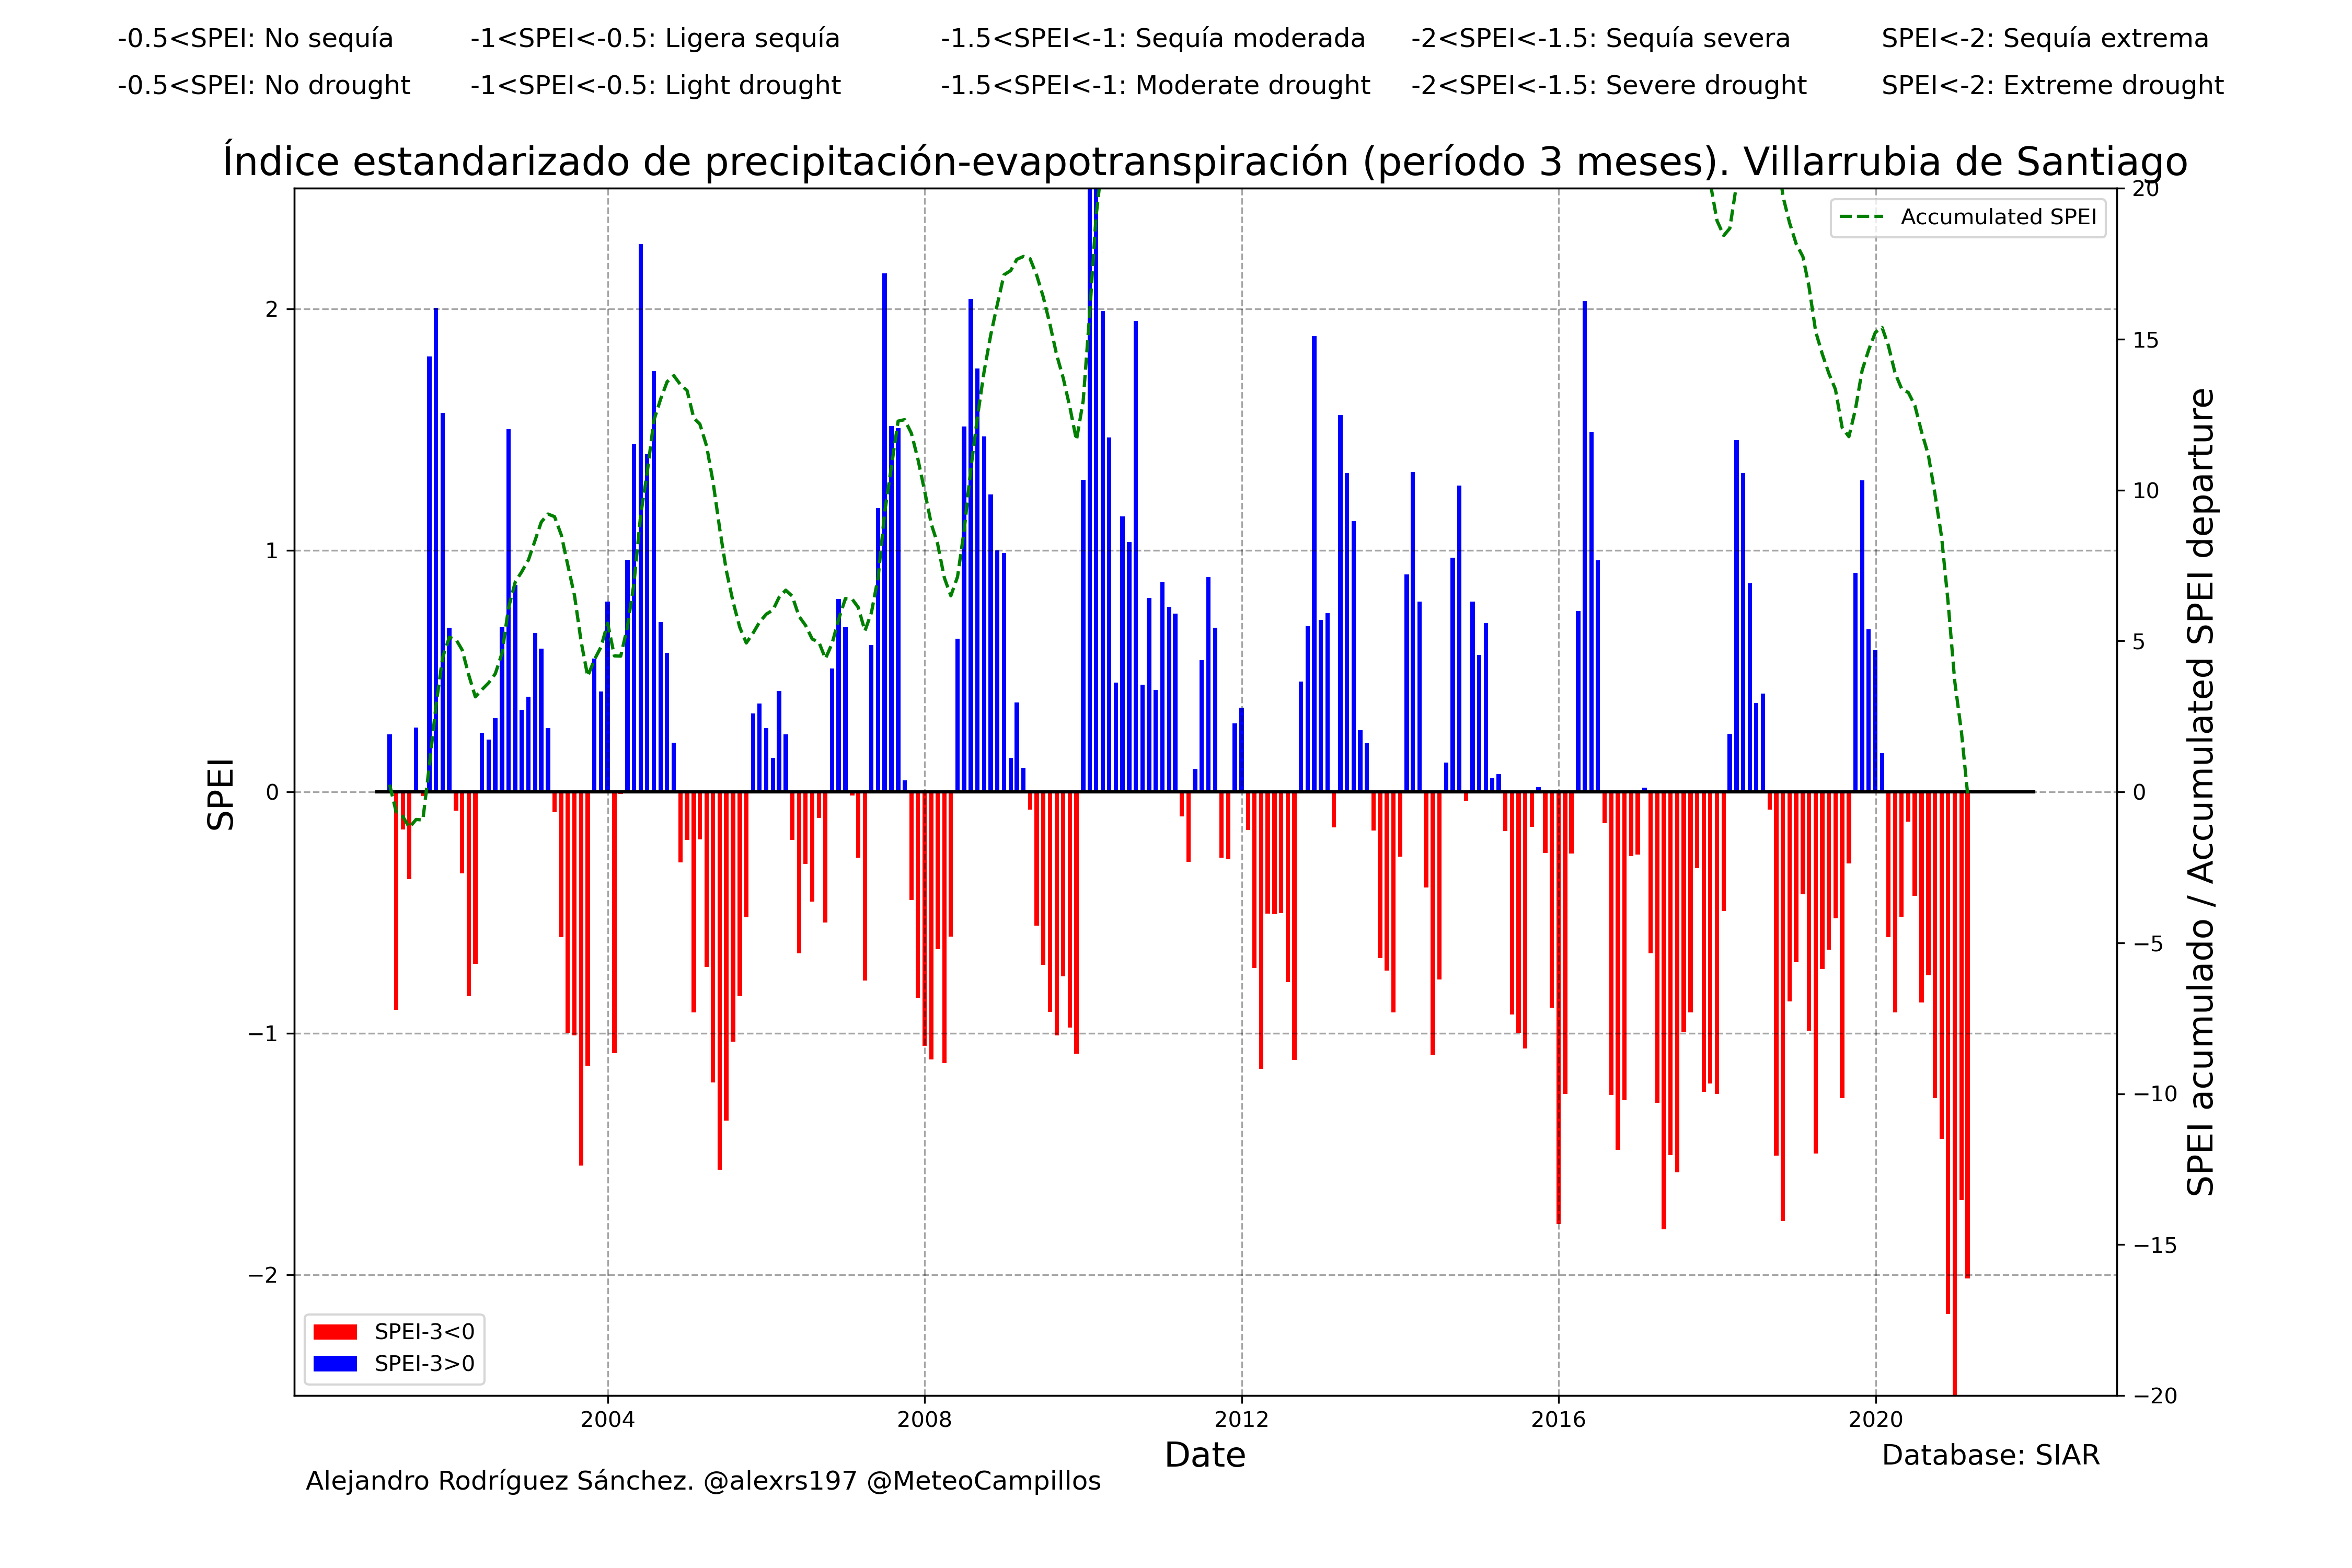 -0.5<SPEI: No sequía -1<SPEI<-0.5: Ligera sequía -1.5<SPEI<-1: Sequía moderada -2<SPEI<-1.5: Sequía severa SPEI<-2: Sequía extrema
-0.5<SPEI: No drought -1<SPEI<-0.5: Light drought -1.5<SPEI<-1: Moderate drought -2<SPEI<-1.5: Severe drought SPEI<-2: Extreme drought
Índice estandarizado de precipitación-evapotranspiración (período 3 meses). Villarrubia de Santiago
Accumulated SPEI
SPEI
2
1
0
−1
−2
20
15
10
5
0
−5
−10
−15
−20
SPEI acumulado / Accumulated SPEI departure
SPEI-3<0
SPEI-3>0
2004 2008 2012 2016 2020
Date
Database: SIAR
Alejandro Rodríguez Sánchez. @alexrs197 @MeteoCampillos